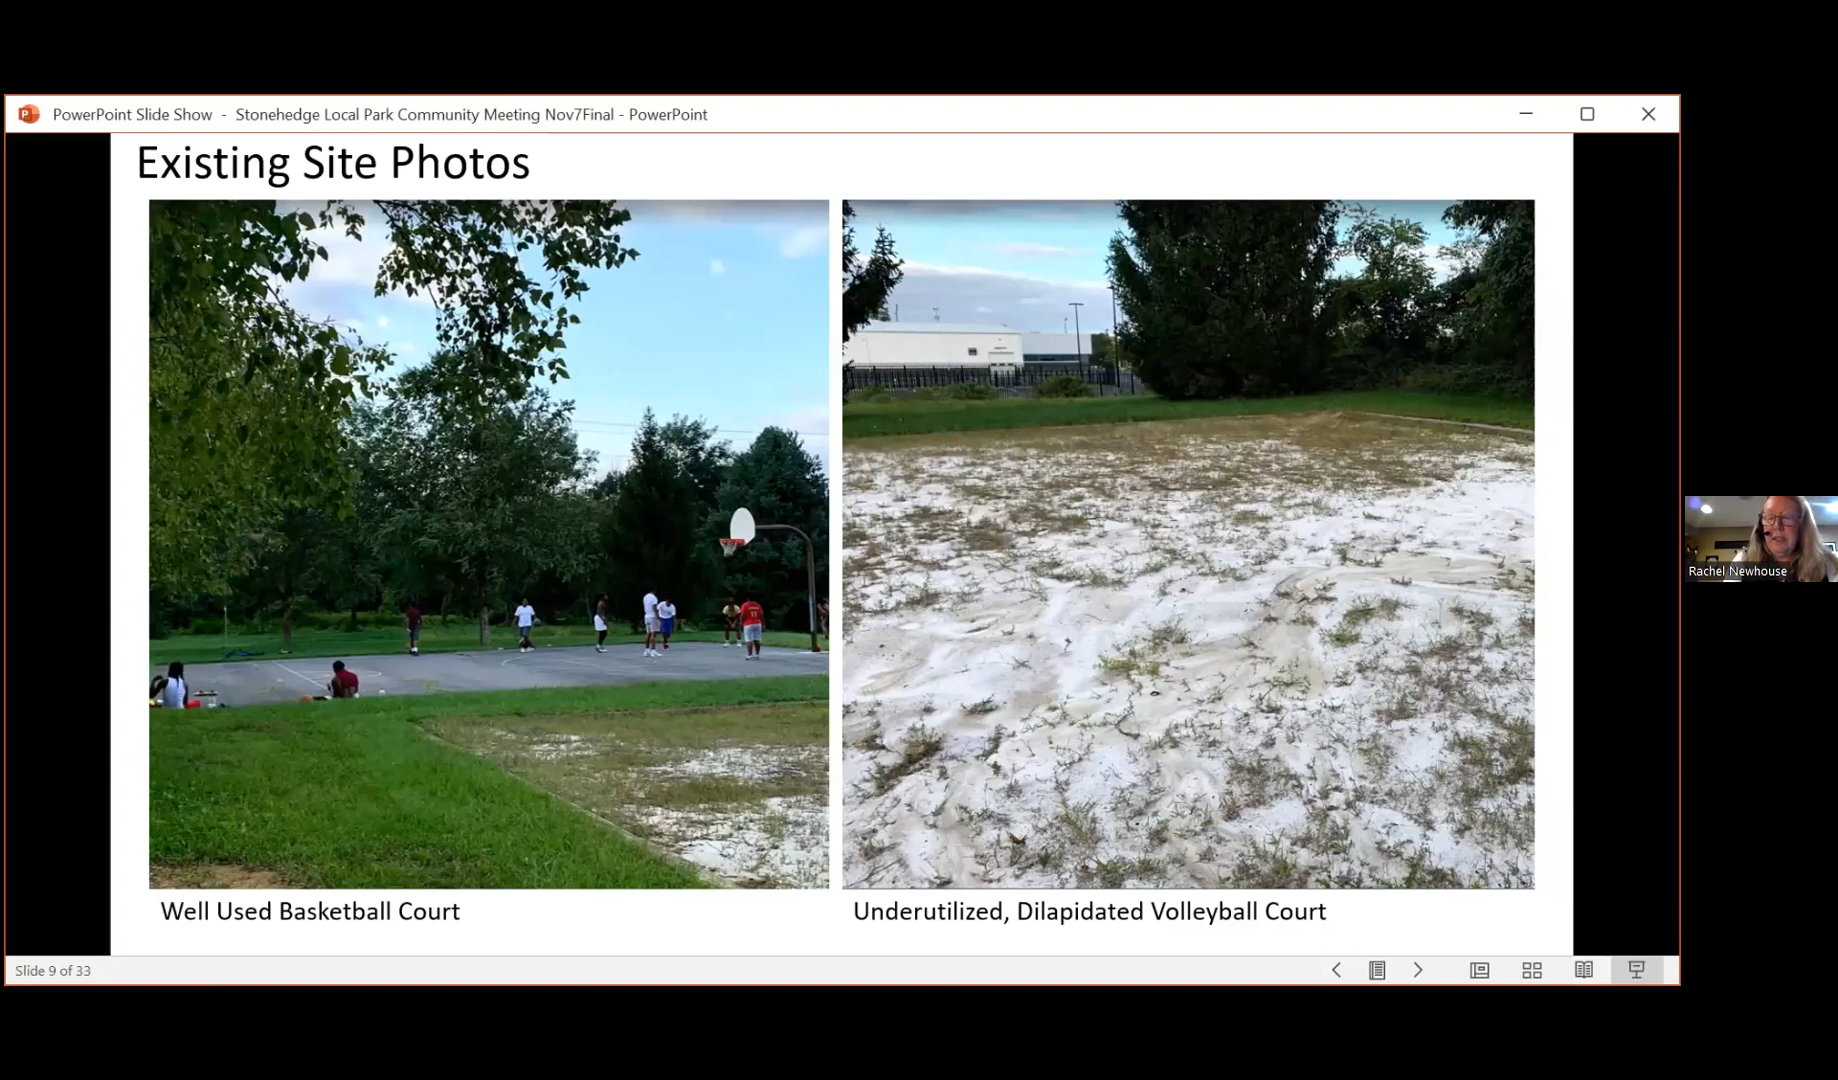 PowerPoint Slide Show - Stonehedge Local Park Community Meeting Nov7Final - PowerPoint
Existing Site Photos
Well Used Basketball Court
Underutilized, Dilapidated Volleyball Court
Rachel Newhouse
Slide 9 of 33